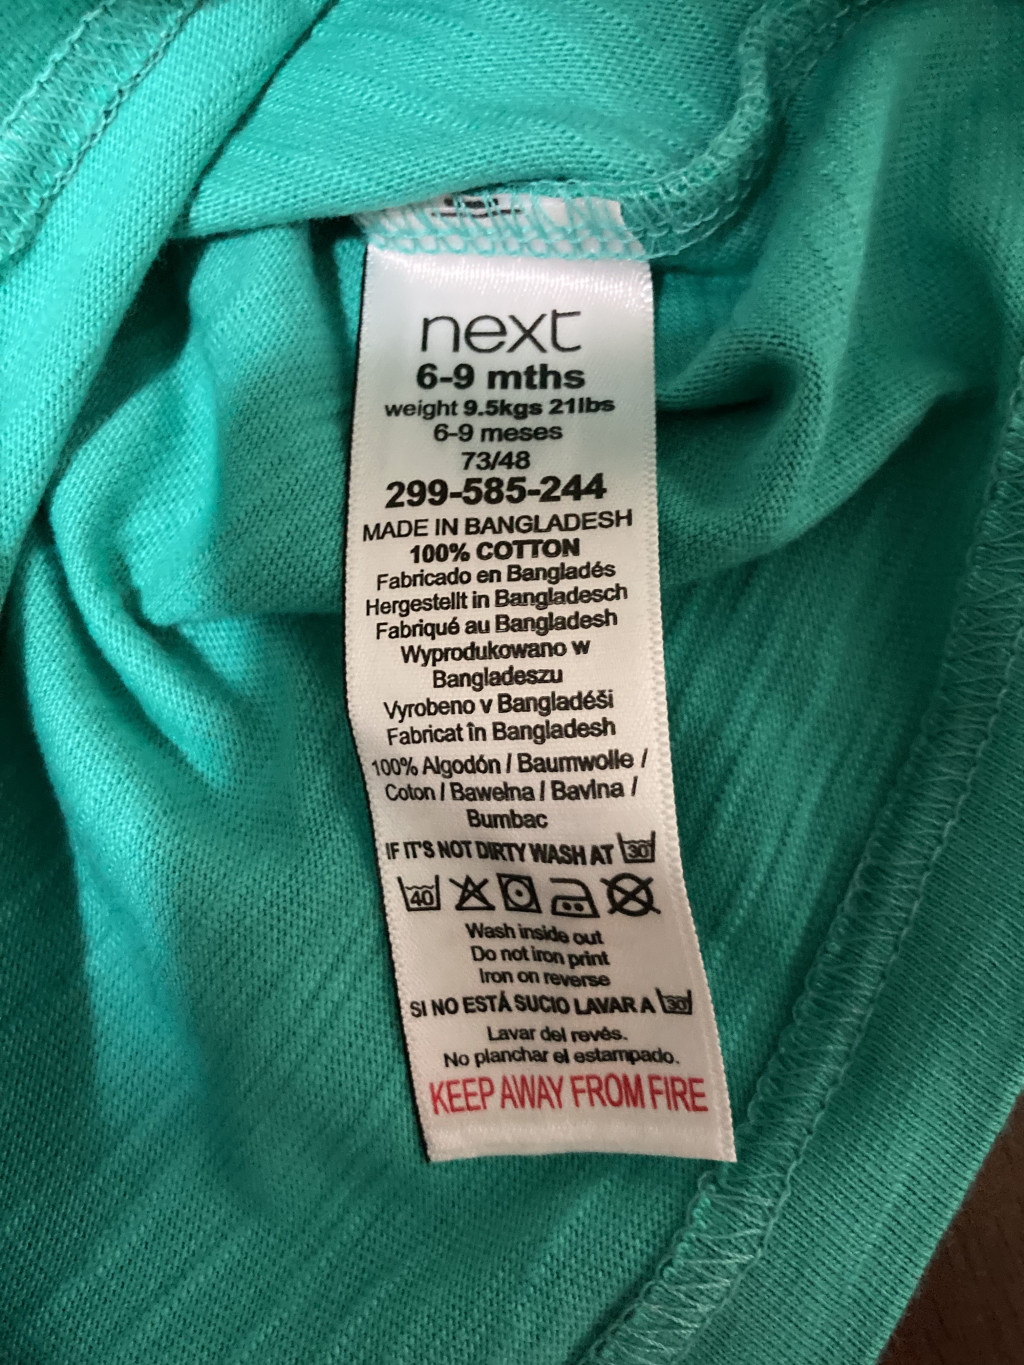 next
6-9 mths
weight 9.5kgs 21lbs
6-9 meses
73/48
299-585-244
MADE IN BANGLADESH
100% COTTON
Fabricado en Bangladés
Hergestellt in Bangladesch
Fabriqué au Bangladesh
Wyprodukowano w
Bangladeszu
Vyrobeno v Bangladéši
Fabricat în Bangladesh
100% Algodón / Baumwolle /
Coton / Bawełna / Bavlna /
Bumbac
IF IT'S NOT DIRTY WASH AT 30
40
Wash inside out
Do not iron print
Iron on reverse
SI NO ESTÁ SUCIO LAVAR A 30
Lavar del revés.
No planchar el estampado.
KEEP AWAY FROM FIRE